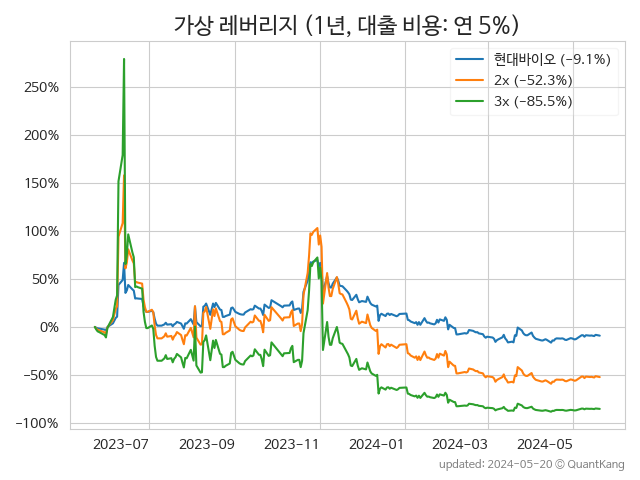 가상 레버리지 (1년, 대출 비용: 연 5%)
현대바이오 (−9.1%)
2x (−52.3%)
3x (−85.5%)
250%
200%
150%
100%
50%
0%
−50%
−100%
2023-07
2023-09
2023-11
2024-01
2024-03
2024-05
updated: 2024-05-20 © QuantKang